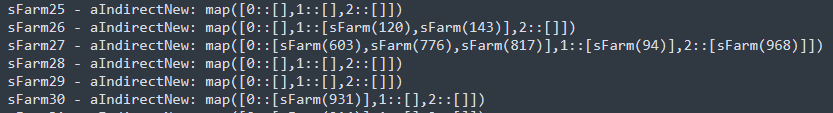 sFarm25 - aIndirectNew: map([0::[],1::[],2::[]])
sFarm26 - aIndirectNew: map([0::[],1::[sFarm(120),sFarm(143)],2::[]])
sFarm27 - aIndirectNew: map([0::[sFarm(603),sFarm(776),sFarm(817)],1::[sFarm(94)],2::[sFarm(968)]])
sFarm28 - aIndirectNew: map([0::[],1::[],2::[]])
sFarm29 - aIndirectNew: map([0::[],1::[],2::[]])
sFarm30 - aIndirectNew: map([0::[sFarm(931)],1::[],2::[]])